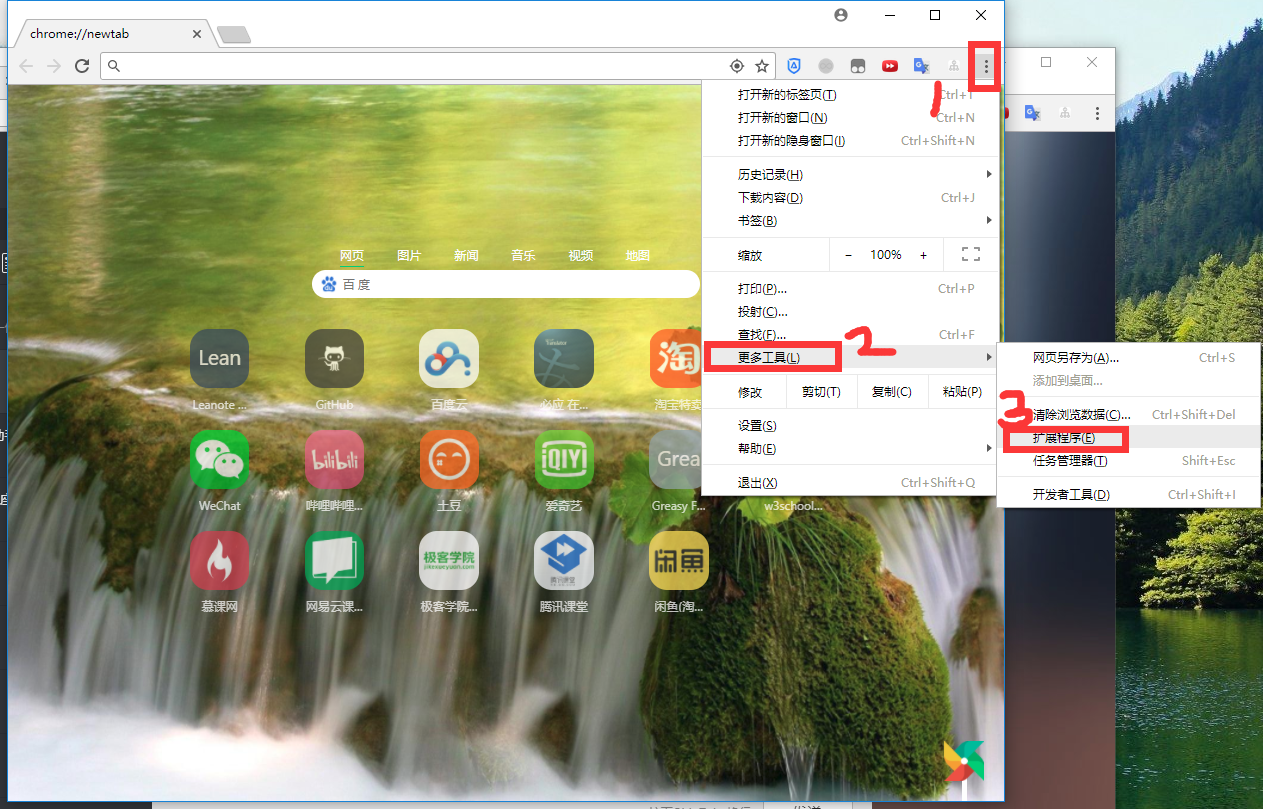 chrome://newtab
打开新的标签页(T) Ctrl+T
打开新的窗口(N) Ctrl+N
打开新的隐身窗口(I) Ctrl+Shift+N
1
历史记录(H)
下载内容(D) Ctrl+J
书签(B)
缩放 − 100% +
打印(P)... Ctrl+P
投射(C)...
查找(F)... Ctrl+F
更多工具(L)
2
修改 剪切(T) 复制(C) 粘贴(P)
设置(S)
帮助(E)
退出(X) Ctrl+Shift+Q
网页另存为(A)... Ctrl+S
添加到桌面...
3
清除浏览数据(C)... Ctrl+Shift+Del
扩展程序(E)
任务管理器(T) Shift+Esc
开发者工具(D) Ctrl+Shift+I
网页 图片 新闻 音乐 视频 地图
百度
Lean
淘
Leanote ... GitHub 百度云 必应 在... 淘宝特卖
bilibili iQIYI Grea
WeChat 哔哩哔哩... 土豆 爱奇艺 Greasy F... w3school...
极客学院
jikexueyuan.com
腾讯课堂
闲鱼
慕课网 网易云课... 极客学院... 腾讯课堂 闲鱼(淘...